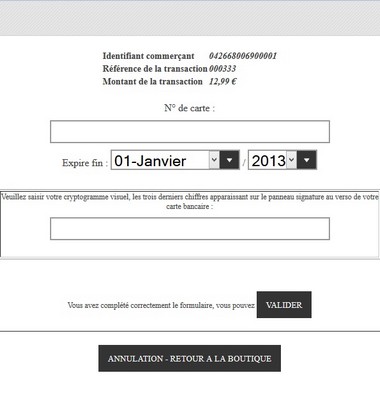 Identifiant commerçant 042668006900001
Référence de la transaction 000333
Montant de la transaction 12,99 €
N° de carte :
Expire fin : 01-Janvier / 2013
Veuillez saisir votre cryptogramme visuel, les trois derniers chiffres apparaissant sur le panneau signature au verso de votre
carte bancaire :
Vous avez complété correctement le formulaire, vous pouvez VALIDER
ANNULATION - RETOUR A LA BOUTIQUE